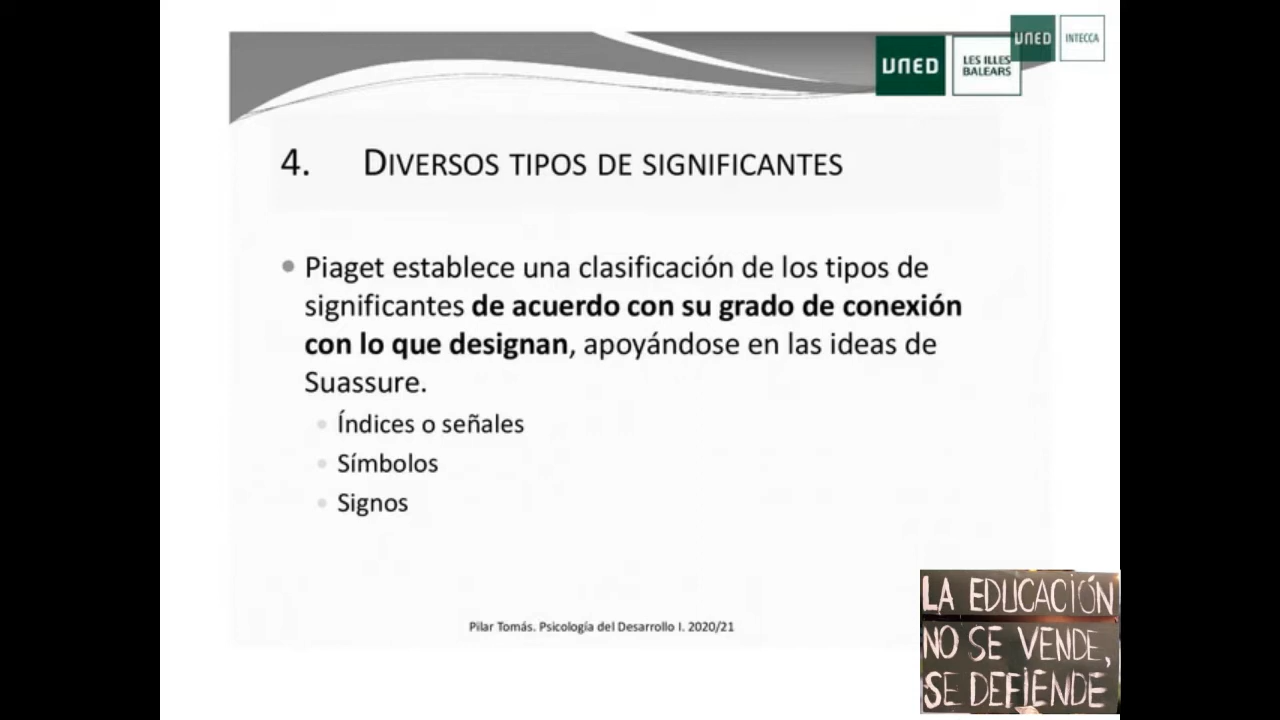 UNED
INTECCA
UNED
LES ILLES
BALEARS
4. DIVERSOS TIPOS DE SIGNIFICANTES
Piaget establece una clasificación de los tipos de
significantes de acuerdo con su grado de conexión
con lo que designan, apoyándose en las ideas de
Suassure.
Índices o señales
Símbolos
Signos
Pilar Tomás. Psicología del Desarrollo I. 2020/21
LA EDUCACIÓN
NO SE VENDE,
SE DEFIENDE